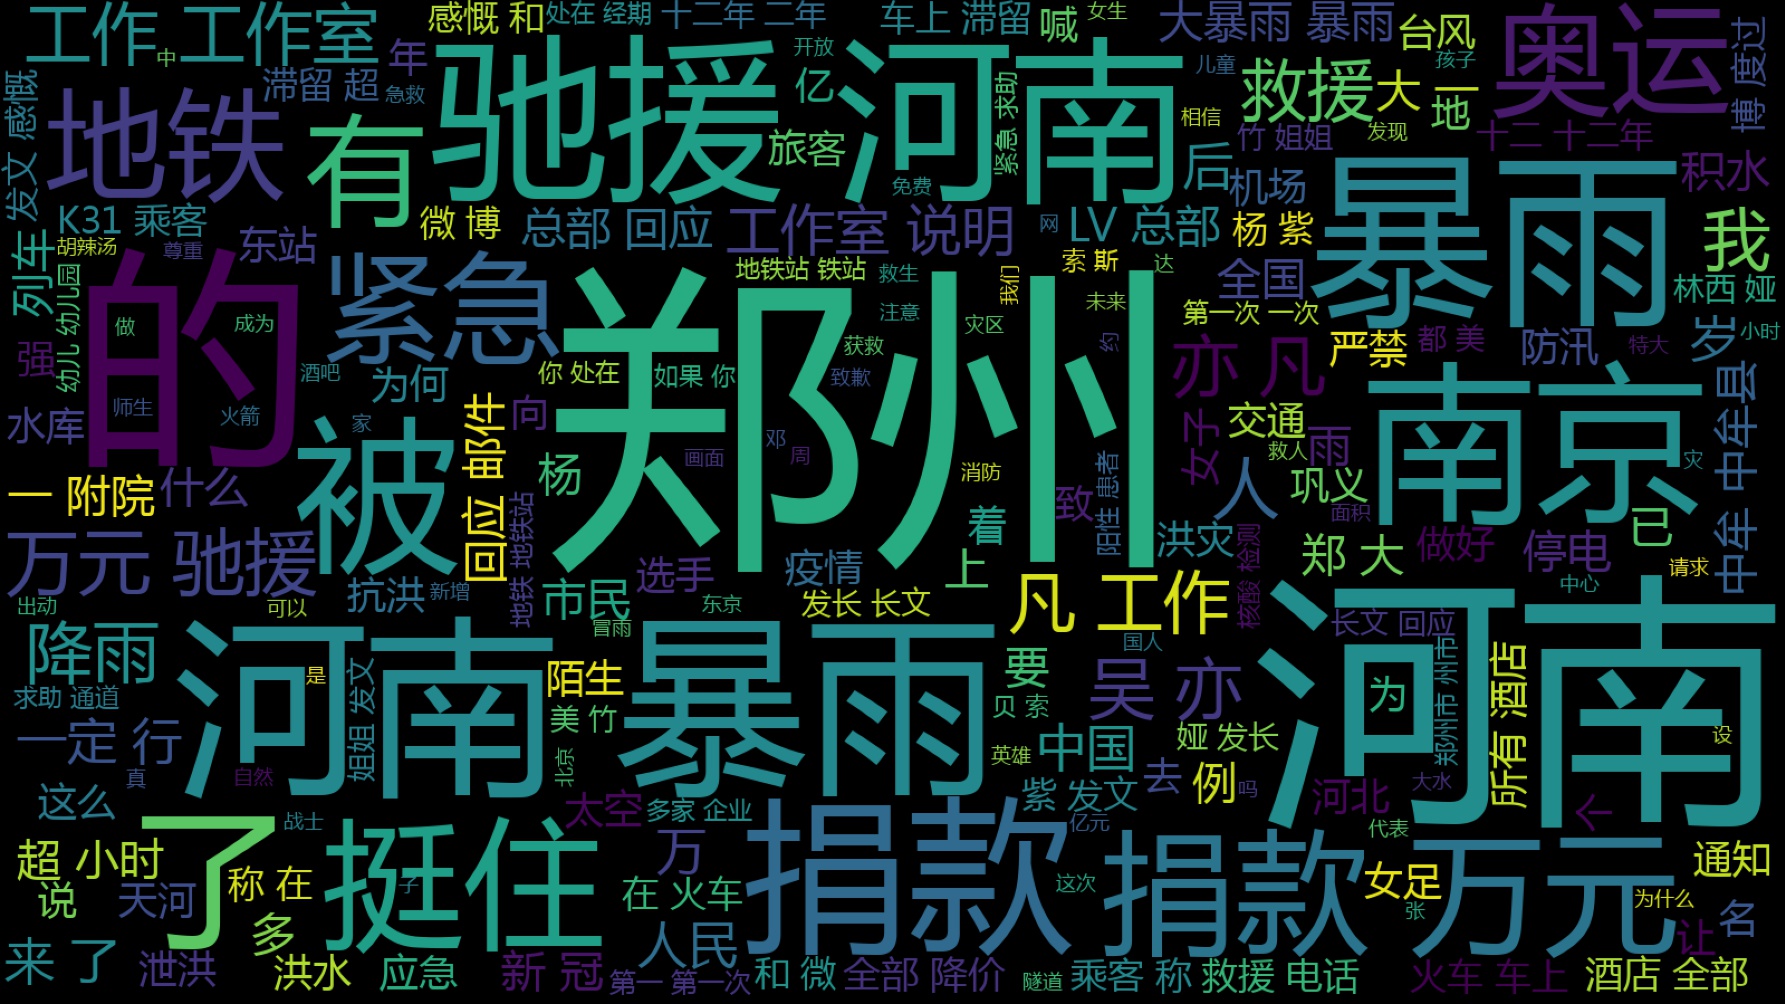 工作 工作室
中
感慨 和
处在 经期
十二年 二年
车上 滞留
喊
女生
大暴雨 暴雨
台风
奥运
博 度过
发文 感慨
地铁
滞留 超
年
急救
有
驰援 河南
开放
亿
旅客
紧急 求助
免费
儿童
相信
救援
大
一地
孩子
竹 姐姐
发现
十二 十二年
积水
后
机场
K31 乘客
胡辣汤
尊重
东站
微 博
总部 回应
工作室 说明
网
LV 总部
杨 紫
暴雨
我
列车
幼儿 幼儿园
的
做
成为
紧急
地铁站 铁站
救生
注意
索 斯
我们
达
未来
灾区
全国
第一次 一次
林西 娅
强
师生
火箭
酒吧
为何
你 处在
如果 你
获救
致歉
郑州
约
亦 凡
严禁
都 美
防汛
特大
岁
小时
水库
被
家
回应 邮件
向
杨
邓
周
画面
消防
女子
交通
救人
雨
南京
中牟 中牟县
灾
一 附院
什么
地铁 地铁站
着
致
阳性 患者
人
巩义
面积
已
万元 驰援
抗洪
新增
市民
选手
疫情
上
洪灾
核酸 检测
郑 大
做好
停电
请求
出动
可以
冒雨
东京
发长 长文
凡 工作
国人
中心
长文 回应
降雨
河南
是
姐姐 发文
陌生
暴雨
要
吴 亦
河南
为
郑州市 州市
所有 酒店
求助 通道
美 竹
贝 索
一定 行
真
自然
北京
英雄
中国
娅 发长
去
例
吗
设
这么
战士
太空
多家 企业
紫 发文
亿元
河北
大水
个
代表
超 小时
了
挺住
子
万
捐款
捐款
万元
女足
通知
说
天河
称 在
多
在 火车
这次
张
为什么
让
名
来 了
泄洪
洪水
应急
新 冠
人民
第一 第一次
和 微
全部 降价
隧道
乘客 称
救援 电话
火车 车上
酒店 全部